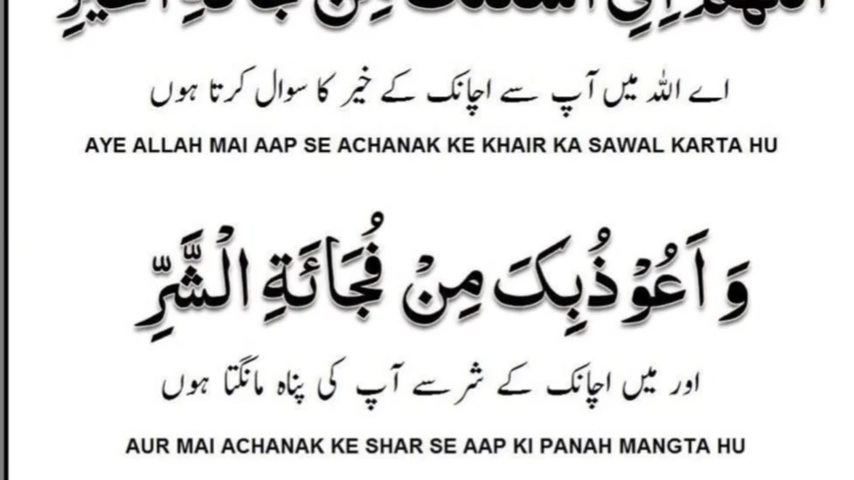 اے اللہ میں آپ سے اچانک کے خیر کا سوال کرتا ہوں
AYE ALLAH MAI AAP SE ACHANAK KE KHAIR KA SAWAL KARTA HU
وَ اَعُوْذُبِكَ مِنْ فُجَائَةِ الْشَّرِّ
اور میں اچانک کے شر سے آپ کی پناہ مانگتا ہوں
AUR MAI ACHANAK KE SHAR SE AAP KI PANAH MANGTA HU